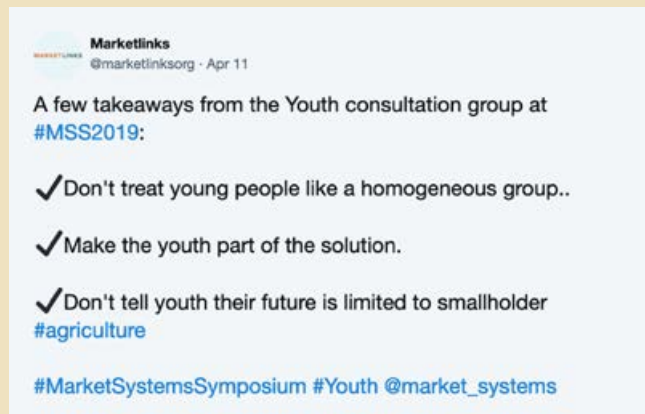 MARKETLINKS
Marketlinks
@marketlinksorg · Apr 11
A few takeaways from the Youth consultation group at
#MSS2019:
✓Don't treat young people like a homogeneous group..
✓Make the youth part of the solution.
✓Don't tell youth their future is limited to smallholder
#agriculture
#MarketSystemsSymposium #Youth @market_systems